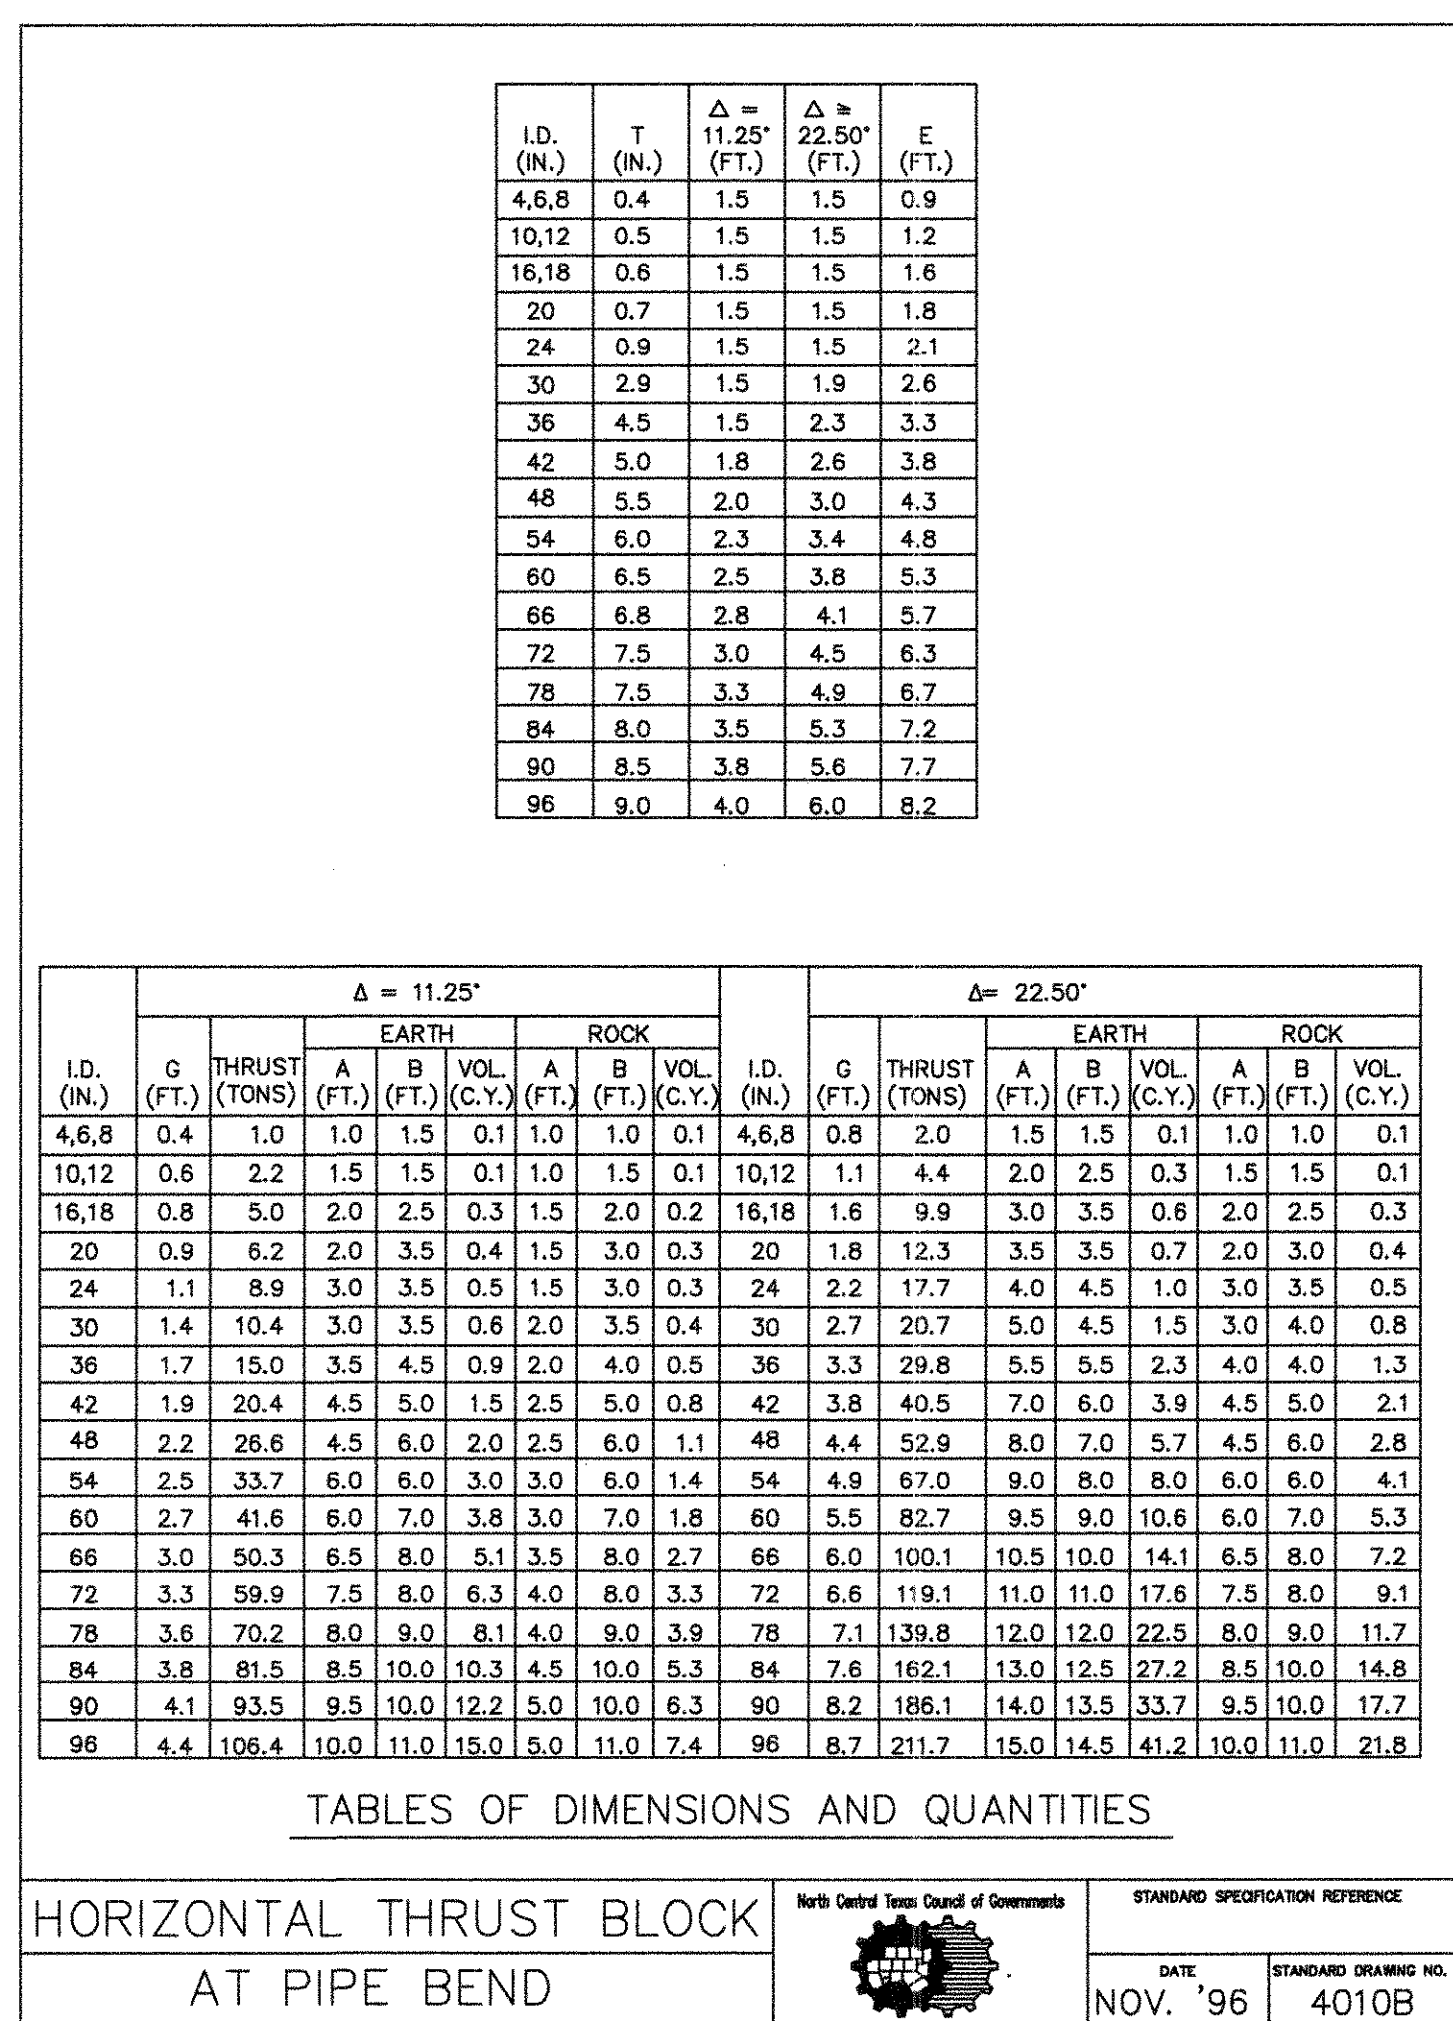 I.D. (IN.) T (IN.) Δ = 11.25° (FT.) Δ ≥ 22.50° (FT.) E (FT.)
4,6,8 0.4 1.5 1.5 0.9
10,12 0.5 1.5 1.5 1.2
16,18 0.6 1.5 1.5 1.6
20 0.7 1.5 1.5 1.8
24 0.9 1.5 1.5 2.1
30 2.9 1.5 1.9 2.6
36 4.5 1.5 2.3 3.3
42 5.0 1.8 2.6 3.8
48 5.5 2.0 3.0 4.3
54 6.0 2.3 3.4 4.8
60 6.5 2.5 3.8 5.3
66 6.8 2.8 4.1 5.7
72 7.5 3.0 4.5 6.3
78 7.5 3.3 4.9 6.7
84 8.0 3.5 5.3 7.2
90 8.5 3.8 5.6 7.7
96 9.0 4.0 6.0 8.2
Δ = 11.25° Δ= 22.50°
EARTH ROCK EARTH ROCK
I.D. (IN.) G (FT.) THRUST (TONS) A (FT.) B (FT.) VOL. (C.Y.) A (FT.) B (FT.) VOL. (C.Y.) I.D. (IN.) G (FT.) THRUST (TONS) A (FT.) B (FT.) VOL. (C.Y.) A (FT.) B (FT.) VOL. (C.Y.)
4,6,8 0.4 1.0 1.0 1.5 0.1 1.0 1.0 0.1 4,6,8 0.8 2.0 1.5 1.5 0.1 1.0 1.0 0.1
10,12 0.6 2.2 1.5 1.5 0.1 1.0 1.5 0.1 10,12 1.1 4.4 2.0 2.5 0.3 1.5 1.5 0.1
16,18 0.8 5.0 2.0 2.5 0.3 1.5 2.0 0.2 16,18 1.6 9.9 3.0 3.5 0.6 2.0 2.5 0.3
20 0.9 6.2 2.0 3.5 0.4 1.5 3.0 0.3 20 1.8 12.3 3.5 3.5 0.7 2.0 3.0 0.4
24 1.1 8.9 3.0 3.5 0.5 1.5 3.0 0.3 24 2.2 17.7 4.0 4.5 1.0 3.0 3.5 0.5
30 1.4 10.4 3.0 3.5 0.6 2.0 3.5 0.4 30 2.7 20.7 5.0 4.5 1.5 3.0 4.0 0.8
36 1.7 15.0 3.5 4.5 0.9 2.0 4.0 0.5 36 3.3 29.8 5.5 5.5 2.3 4.0 4.0 1.3
42 1.9 20.4 4.5 5.0 1.5 2.5 5.0 0.8 42 3.8 40.5 7.0 6.0 3.9 4.5 5.0 2.1
48 2.2 26.6 4.5 6.0 2.0 2.5 6.0 1.1 48 4.4 52.9 8.0 7.0 5.7 4.5 6.0 2.8
54 2.5 33.7 6.0 6.0 3.0 3.0 6.0 1.4 54 4.9 67.0 9.0 8.0 8.0 6.0 6.0 4.1
60 2.7 41.6 6.0 7.0 3.8 3.0 7.0 1.8 60 5.5 82.7 9.5 9.0 10.6 6.0 7.0 5.3
66 3.0 50.3 6.5 8.0 5.1 3.5 8.0 2.7 66 6.0 100.1 10.5 10.0 14.1 6.5 8.0 7.2
72 3.3 59.9 7.5 8.0 6.3 4.0 8.0 3.3 72 6.6 119.1 11.0 11.0 17.6 7.5 8.0 9.1
78 3.6 70.2 8.0 9.0 8.1 4.0 9.0 3.9 78 7.1 139.8 12.0 12.0 22.5 8.0 9.0 11.7
84 3.8 81.5 8.5 10.0 10.3 4.5 10.0 5.3 84 7.6 162.1 13.0 12.5 27.2 8.5 10.0 14.8
90 4.1 93.5 9.5 10.0 12.2 5.0 10.0 6.3 90 8.2 186.1 14.0 13.5 33.7 9.5 10.0 17.7
96 4.4 106.4 10.0 11.0 15.0 5.0 11.0 7.4 96 8.7 211.7 15.0 14.5 41.2 10.0 11.0 21.8
TABLES OF DIMENSIONS AND QUANTITIES
HORIZONTAL THRUST BLOCK
AT PIPE BEND
North Central Texas Council of Governments
STANDARD SPECIFICATION REFERENCE
DATE
NOV. '96
STANDARD DRAWING NO.
4010B